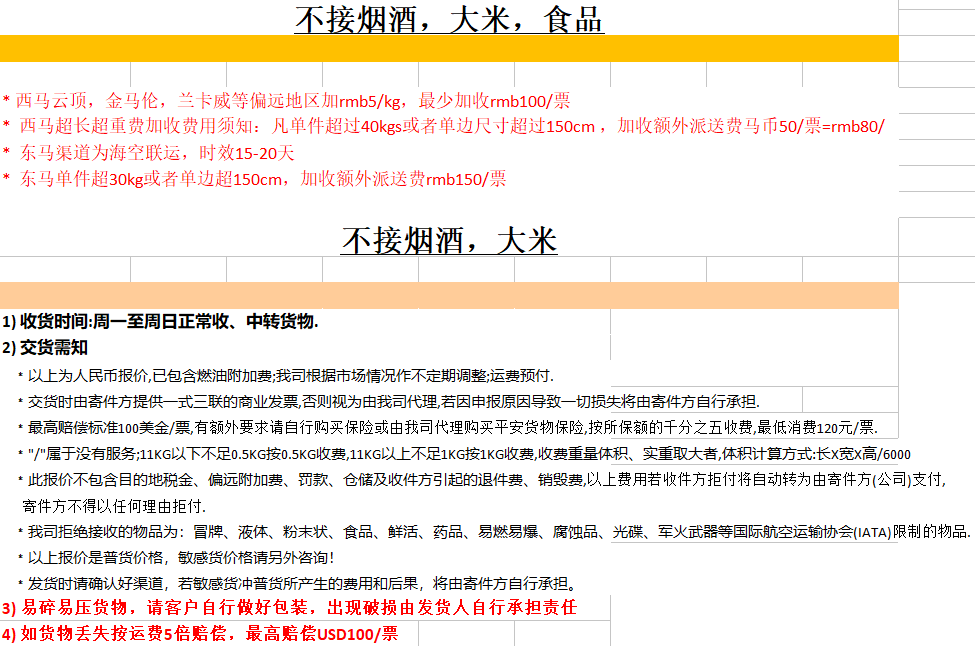 不接烟酒，大米，食品
* 西马云顶，金马伦，兰卡威等偏远地区加rmb5/kg，最少加收rmb100/票
* 西马超长超重费加收费用须知：凡单件超过40kgs或者单边尺寸超过150cm ，加收额外派送费马币50/票=rmb80/
* 东马渠道为海空联运，时效15-20天
* 东马单件超30kg或者单边超150cm，加收额外派送费rmb150/票
不接烟酒，大米
1) 收货时间:周一至周日正常收、中转货物.
2) 交货需知
* 以上为人民币报价,已包含燃油附加费;我司根据市场情况作不定期调整;运费预付.
* 交货时由寄件方提供一式三联的商业发票,否则视为由我司代理,若因申报原因导致一切损失将由寄件方自行承担.
* 最高赔偿标准100美金/票,有额外要求请自行购买保险或由我司代理购买平安货物保险,按所保额的千分之五收费,最低消费120元/票.
* "/"属于没有服务;11KG以下不足0.5KG按0.5KG收费,11KG以上不足1KG按1KG收费,收费重量体积、实重取大者,体积计算方式:长X宽X高/6000
* 此报价不包含目的地税金、偏远附加费、罚款、仓储及收件方引起的退件费、销毁费,以上费用若收件方拒付将自动转为由寄件方(公司)支付,
寄件方不得以任何理由拒付.
* 我司拒绝接收的物品为：冒牌、液体、粉末状、食品、鲜活、药品、易燃易爆、腐蚀品、光碟、军火武器等国际航空运输协会(IATA)限制的物品.
* 以上报价是普货价格，敏感货价格请另外咨询！
* 发货时请确认好渠道，若敏感货冲普货所产生的费用和后果，将由寄件方自行承担。
3) 易碎易压货物，请客户自行做好包装，出现破损由发货人自行承担责任
4) 如货物丢失按运费5倍赔偿，最高赔偿USD100/票